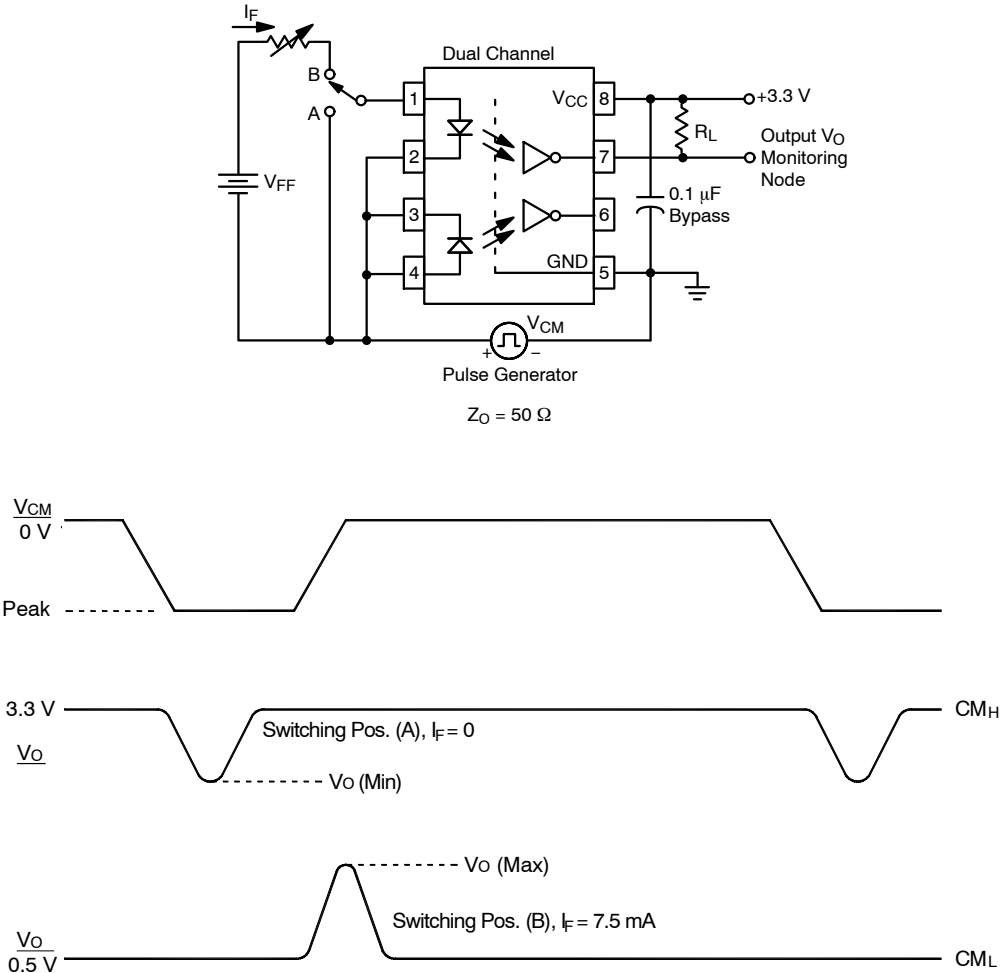 IF
Dual Channel
B
A
1
VCC 8
+3.3 V
RL
Output VO
Monitoring
Node
2
7
VFF
3
6
0.1 μF
Bypass
4
GND 5
VCM
+ −
Pulse Generator
ZO = 50 Ω
VCM
0 V
Peak
3.3 V
CMH
Switching Pos. (A), IF = 0
VO
VO (Min)
VO (Max)
Switching Pos. (B), IF = 7.5 mA
VO
0.5 V
CML